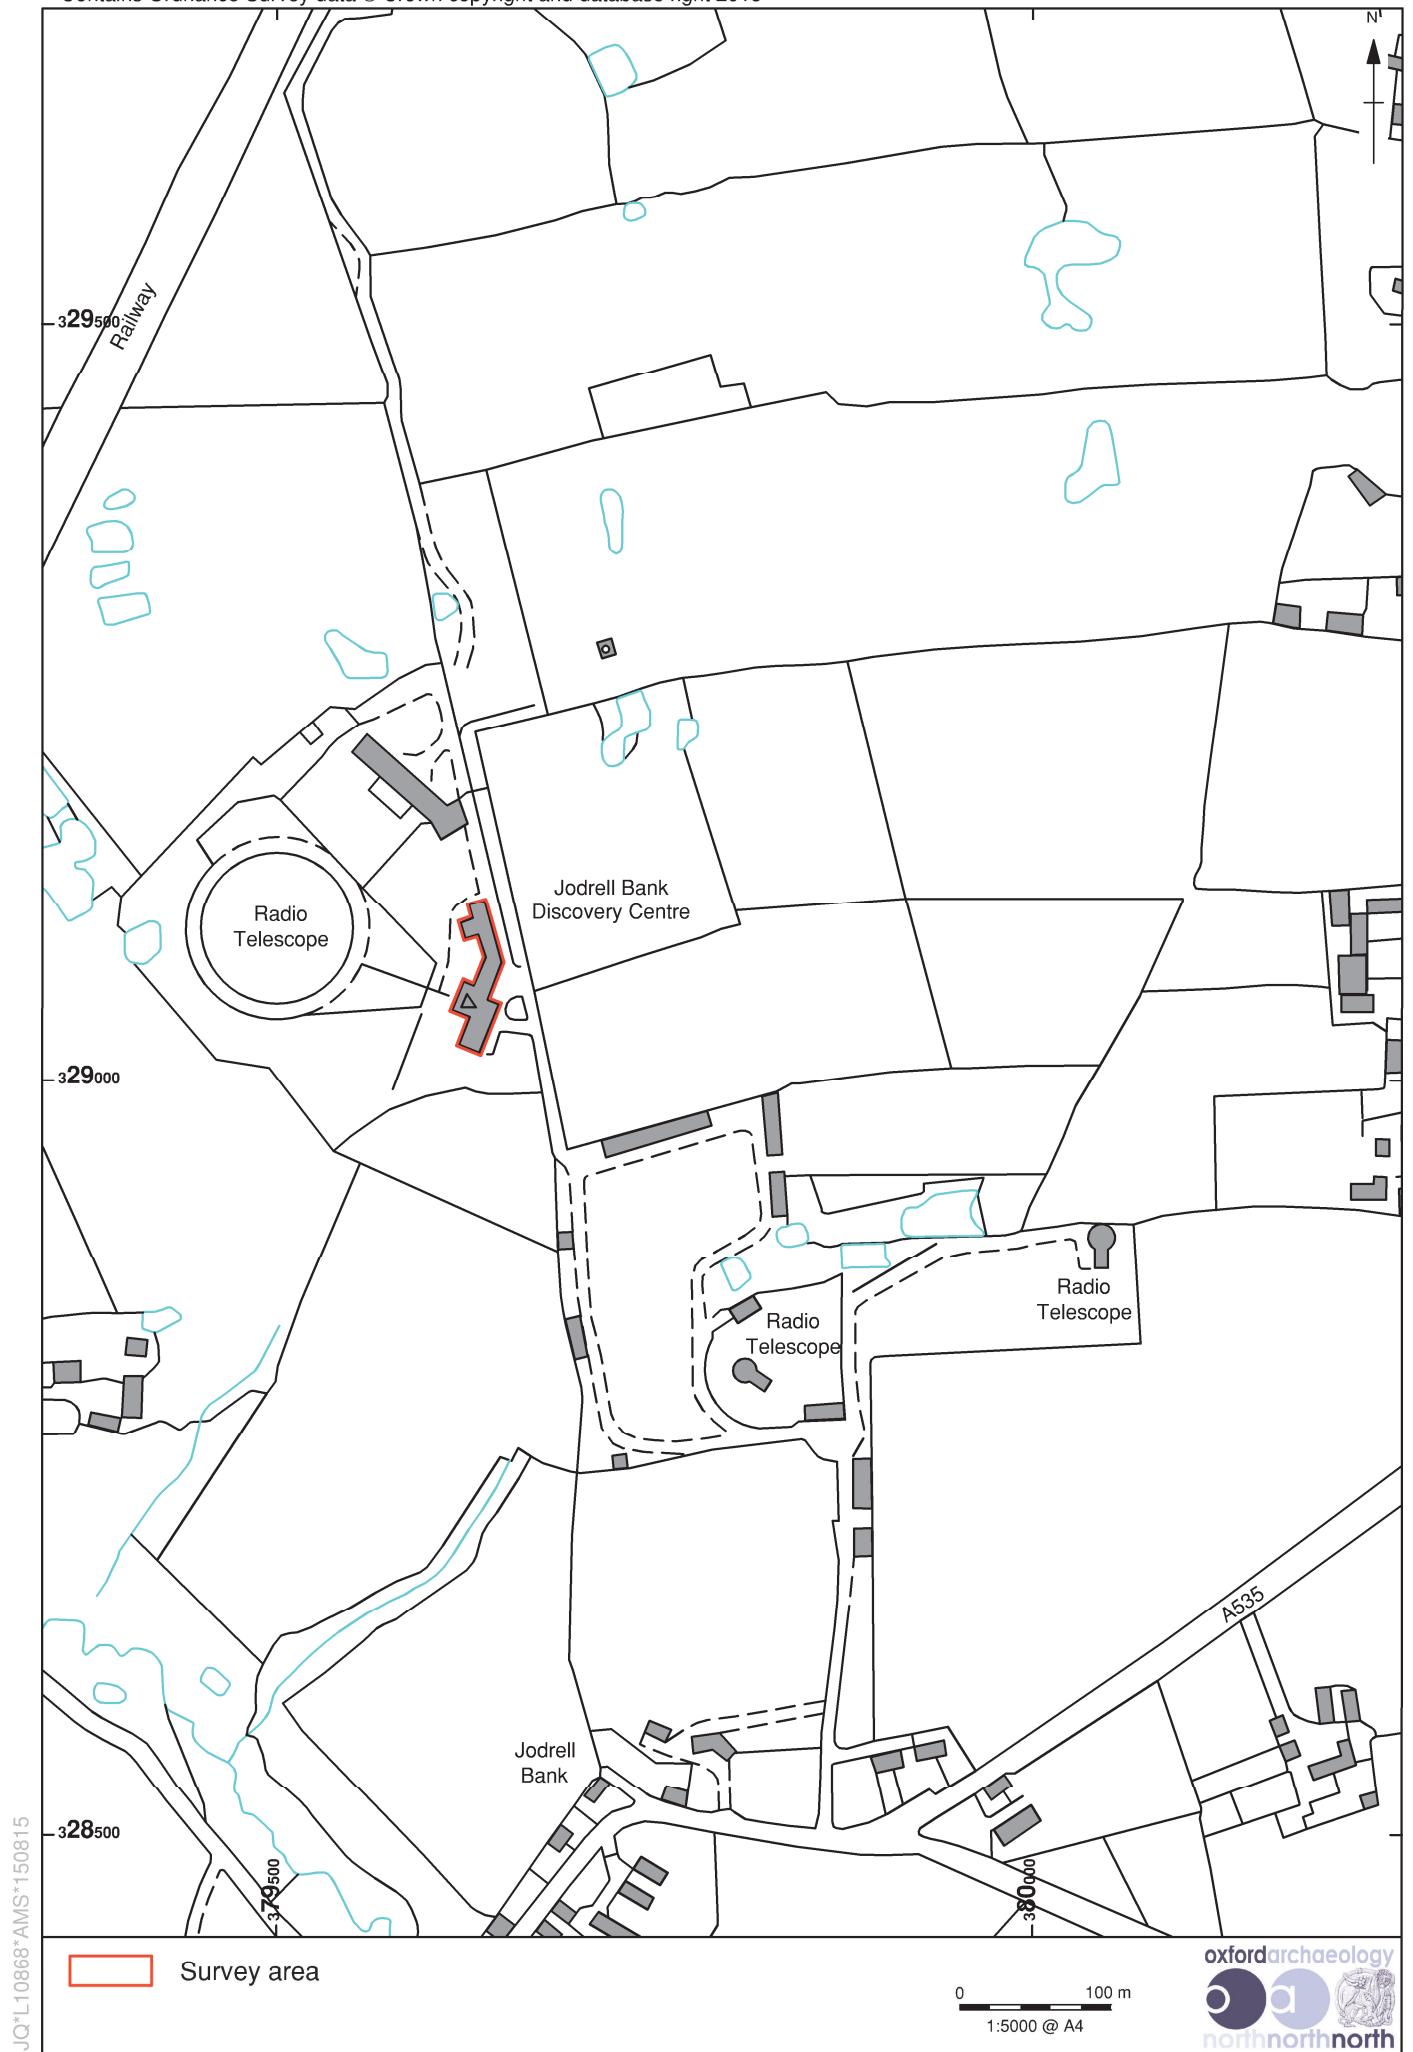 N
Railway
329500
Radio
Telescope
Jodrell Bank
Discovery Centre
329000
Radio
Telescope
Radio
Telescope
A535
Jodrell
Bank
328500
379500
380000
JQ*L10868*AMS*150815
Survey area
0 100 m
1:5000 @ A4
oxfordarchaeology
o a
northnorthnorth